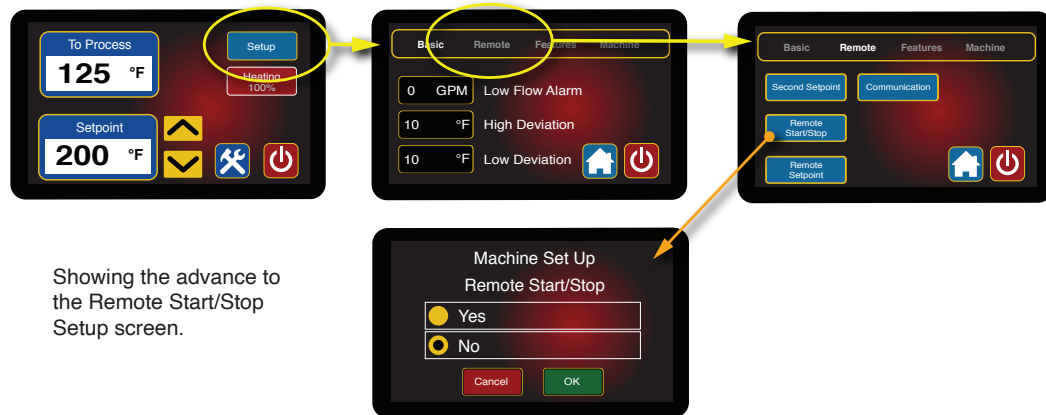 To Process
125 °F
Setup
Heating
100%
Setpoint
200 °F
Basic Remote Features Machine
0 GPM Low Flow Alarm
10 °F High Deviation
10 °F Low Deviation
Basic Remote Features Machine
Second Setpoint Communication
Remote
Start/Stop
Remote
Setpoint
Showing the advance to
the Remote Start/Stop
Setup screen.
Machine Set Up
Remote Start/Stop
Yes
No
Cancel OK